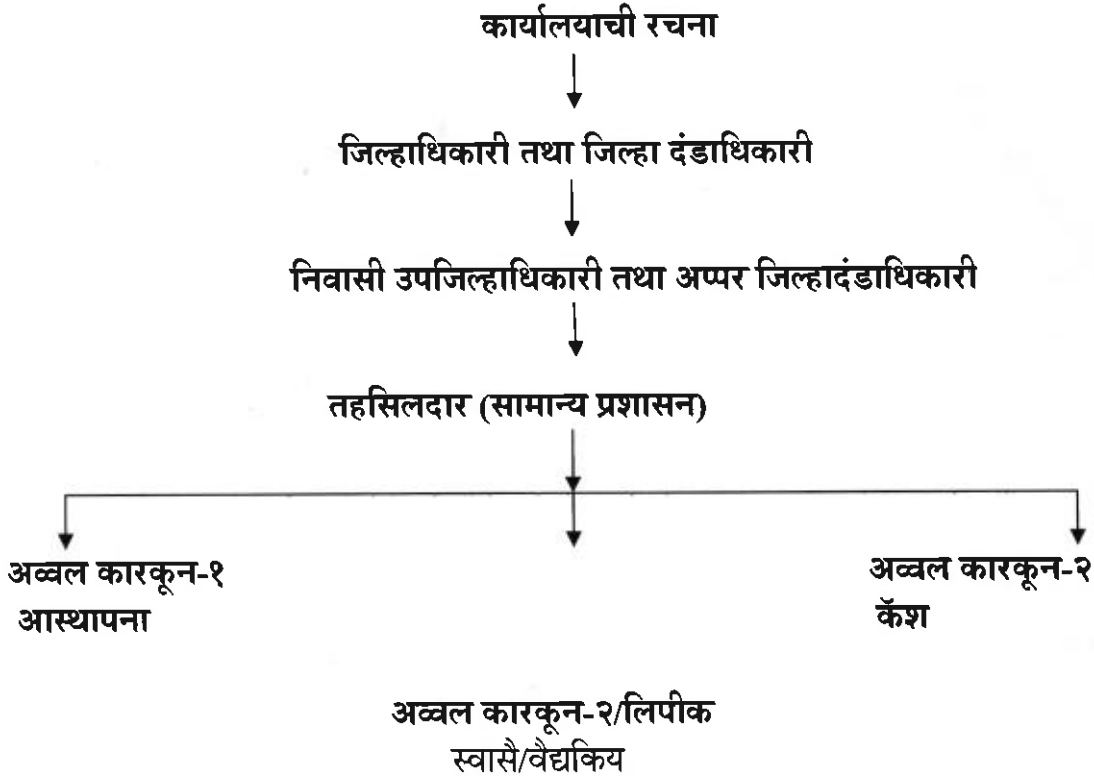 कार्यालयाची रचना
जिल्हाधिकारी तथा जिल्हा दंडाधिकारी
निवासी उपजिल्हाधिकारी तथा अप्पर जिल्हादंडाधिकारी
तहसिलदार (सामान्य प्रशासन)
अव्वल कारकून-१
आस्थापना
अव्वल कारकून-२
कॅश
अव्वल कारकून-२/लिपीक
स्वासै/वैद्यकिय